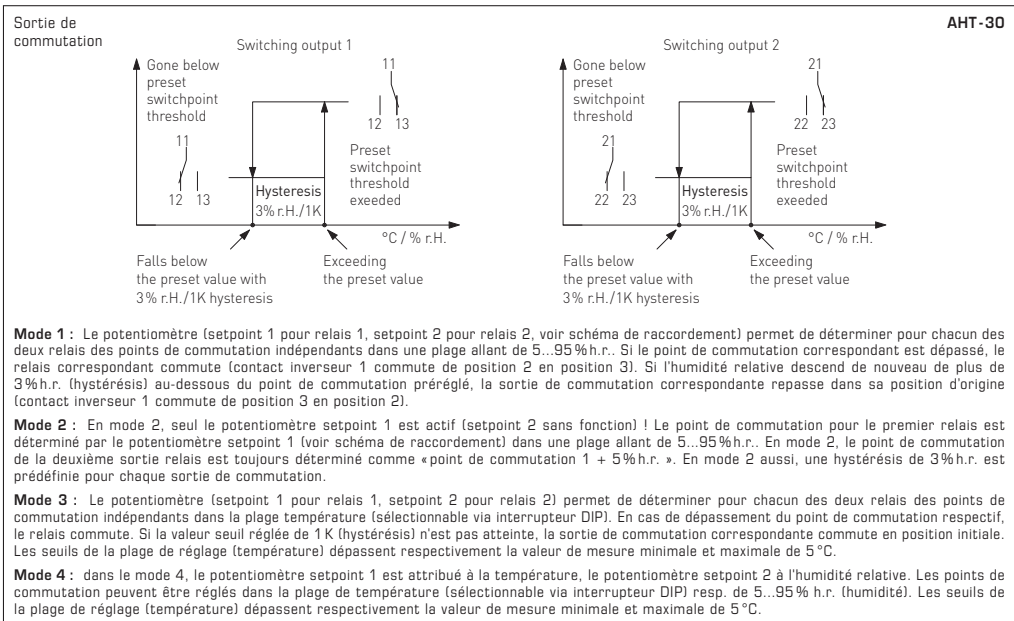 Sortie de
commutation
AHT-30
Switching output 1
Gone below
preset
switchpoint
threshold
11
12 13
11
12 13
Preset
switchpoint
threshold
exeeded
Hysteresis
3% r.H./1K
°C / % r.H.
Falls below
the preset value with
3% r.H./1K hysteresis
Exceeding
the preset value
Switching output 2
Gone below
preset
switchpoint
threshold
21
22 23
21
22 23
Preset
switchpoint
threshold
exeeded
Hysteresis
3% r.H./1K
°C / % r.H.
Falls below
the preset value with
3% r.H./1K hysteresis
Exceeding
the preset value
Mode 1 : Le potentiomètre (setpoint 1 pour relais 1, setpoint 2 pour relais 2, voir schéma de raccordement) permet de déterminer pour chacun des
deux relais des points de commutation indépendants dans une plage allant de 5...95%h.r.. Si le point de commutation correspondant est dépassé, le
relais correspondant commute (contact inverseur 1 commute de position 2 en position 3). Si l'humidité relative descend de nouveau de plus de
3%h.r. (hystérésis) au-dessous du point de commutation préréglé, la sortie de commutation correspondante repasse dans sa position d'origine
(contact inverseur 1 commute de position 3 en position 2).
Mode 2 : En mode 2, seul le potentiomètre setpoint 1 est actif (setpoint 2 sans fonction) ! Le point de commutation pour le premier relais est
déterminé par le potentiomètre setpoint 1 (voir schéma de raccordement) dans une plage allant de 5...95%h.r.. En mode 2, le point de commutation
de la deuxième sortie relais est toujours déterminé comme «point de commutation 1 + 5%h.r. ». En mode 2 aussi, une hystérésis de 3%h.r. est
prédéfinie pour chaque sortie de commutation.
Mode 3 : Le potentiomètre (setpoint 1 pour relais 1, setpoint 2 pour relais 2) permet de déterminer pour chacun des deux relais des points de
commutation indépendants dans la plage température (sélectionnable via interrupteur DIP). En cas de dépassement du point de commutation respectif,
le relais commute. Si la valeur seuil réglée de 1K (hystérésis) n'est pas atteinte, la sortie de commutation correspondante commute en position initiale.
Les seuils de la plage de réglage (température) dépassent respectivement la valeur de mesure minimale et maximale de 5°C.
Mode 4 : dans le mode 4, le potentiomètre setpoint 1 est attribué à la température, le potentiomètre setpoint 2 à l'humidité relative. Les points de
commutation peuvent être réglés dans la plage de température (sélectionnable via interrupteur DIP) resp. de 5...95% h.r. (humidité). Les seuils de
la plage de réglage (température) dépassent respectivement la valeur de mesure minimale et maximale de 5°C.